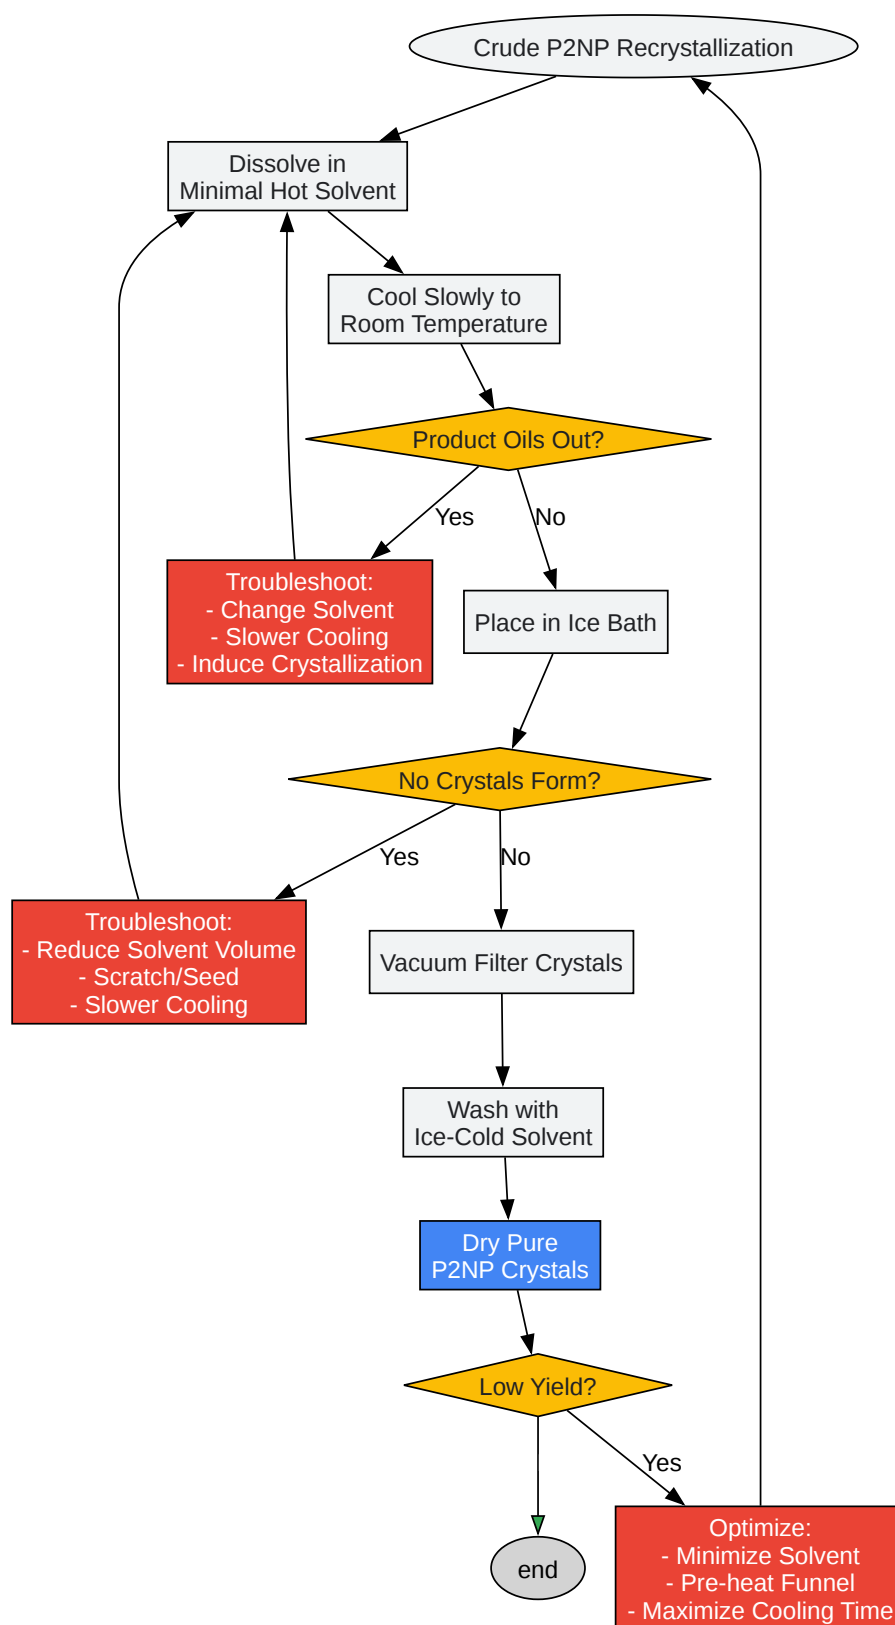 Crude P2NP Recrystallization
Dissolve in
Minimal Hot Solvent
Cool Slowly to
Room Temperature
Product Oils Out?
Yes
No
Troubleshoot:
- Change Solvent
- Slower Cooling
- Induce Crystallization
Place in Ice Bath
No Crystals Form?
Yes
No
Troubleshoot:
- Reduce Solvent Volume
- Scratch/Seed
- Slower Cooling
Vacuum Filter Crystals
Wash with
Ice-Cold Solvent
Dry Pure
P2NP Crystals
Low Yield?
Yes
Optimize:
- Minimize Solvent
- Pre-heat Funnel
- Maximize Cooling Time
end